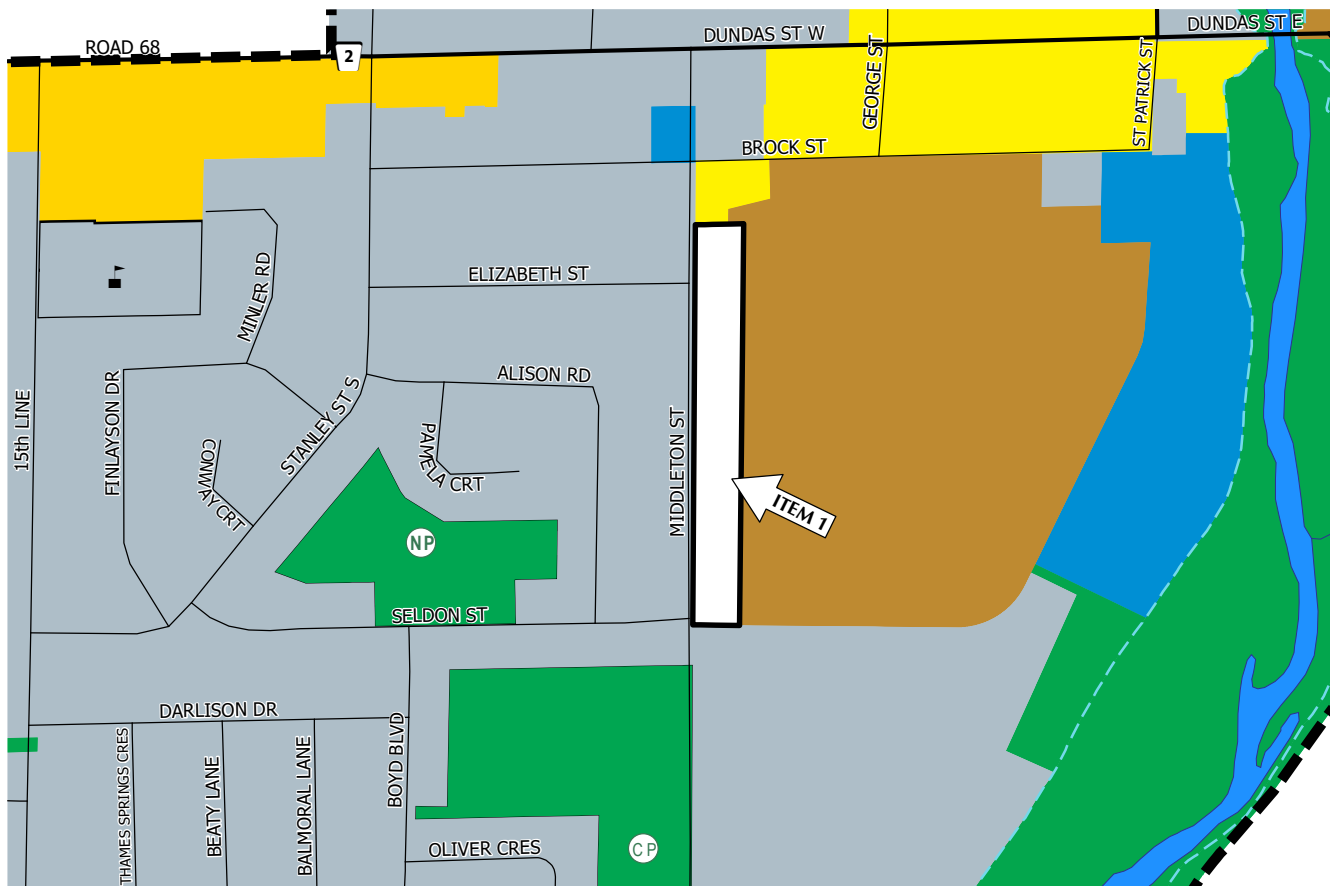 DUNDAS ST E
DUNDAS ST W
ROAD 68
2
GEORGE ST
ST PATRICK ST
BROCK ST
MINLER RD
ELIZABETH ST
ALISON RD
15th LINE
FINLAYSON DR
STANLEY ST S
CONWAY CRT
PAMELA CRT
MIDDLETON ST
ITEM 1
NP
SELDON ST
DARLISON DR
THAMES SPRINGS CRES
BEATY LANE
BALMORAL LANE
BOYD BLVD
OLIVER CRES
CP